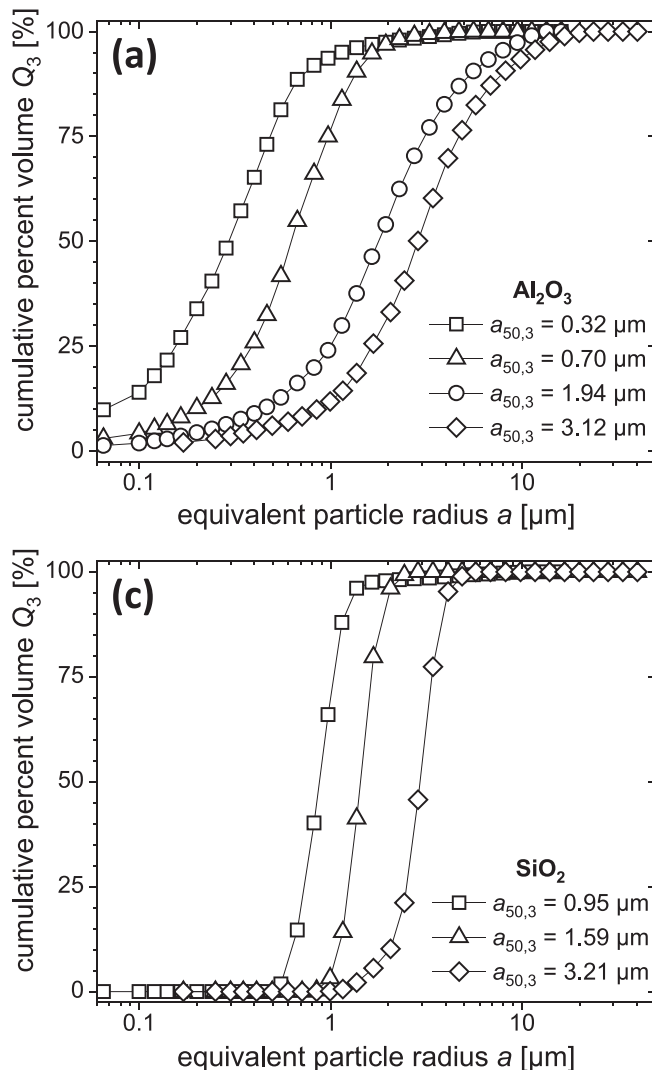 (a)
cumulative percent volume Q₃ [%]
100
75
50
25
0
Al₂O₃
a₅₀,₃ = 0.32 µm
a₅₀,₃ = 0.70 µm
a₅₀,₃ = 1.94 µm
a₅₀,₃ = 3.12 µm
0.1 1 10
equivalent particle radius a [µm]
(c)
cumulative percent volume Q₃ [%]
100
75
50
25
0
SiO₂
a₅₀,₃ = 0.95 µm
a₅₀,₃ = 1.59 µm
a₅₀,₃ = 3.21 µm
0.1 1 10
equivalent particle radius a [µm]